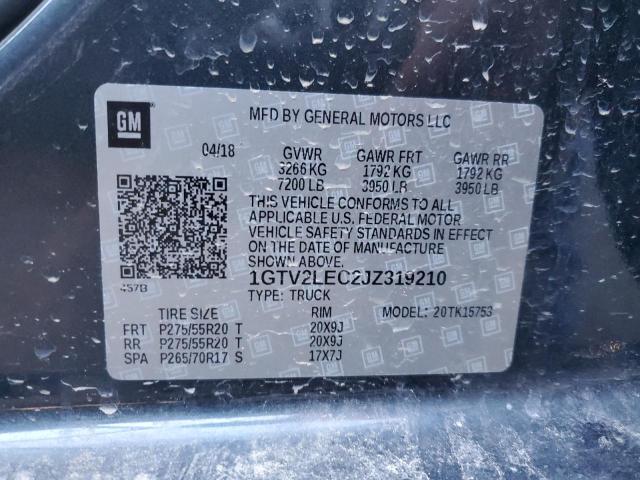 GM
MFD BY GENERAL MOTORS LLC
04/18 GVWR GAWR FRT GAWR RR
3266 KG 1792 KG 1792 KG
7200 LB 3950 LB 3950 LB
THIS VEHICLE CONFORMS TO ALL
APPLICABLE U.S. FEDERAL MOTOR
VEHICLE SAFETY STANDARDS IN EFFECT
ON THE DATE OF MANUFACTURE
SHOWN ABOVE.
457B 1GTV2LEC2JZ319210
TYPE: TRUCK MODEL: 20TK15753
TIRE SIZE RIM
FRT P275/55R20 T 20X9J
RR P275/55R20 T 20X9J
SPA P265/70R17 S 17X7J